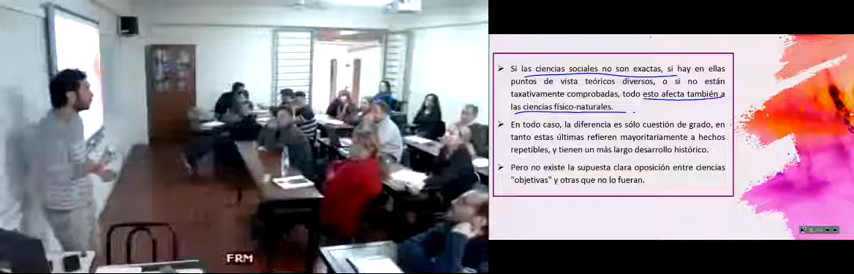 Si las ciencias sociales no son exactas, si hay en ellas
puntos de vista teóricos diversos, o si no están
taxativamente comprobadas, todo esto afecta también a
las ciencias físico-naturales.
En todo caso, la diferencia es sólo cuestión de grado, en
tanto estas últimas refieren mayoritariamente a hechos
repetibles, y tienen un más largo desarrollo histórico.
Pero no existe la supuesta clara oposición entre ciencias
"objetivas" y otras que no lo fueran.
FRM